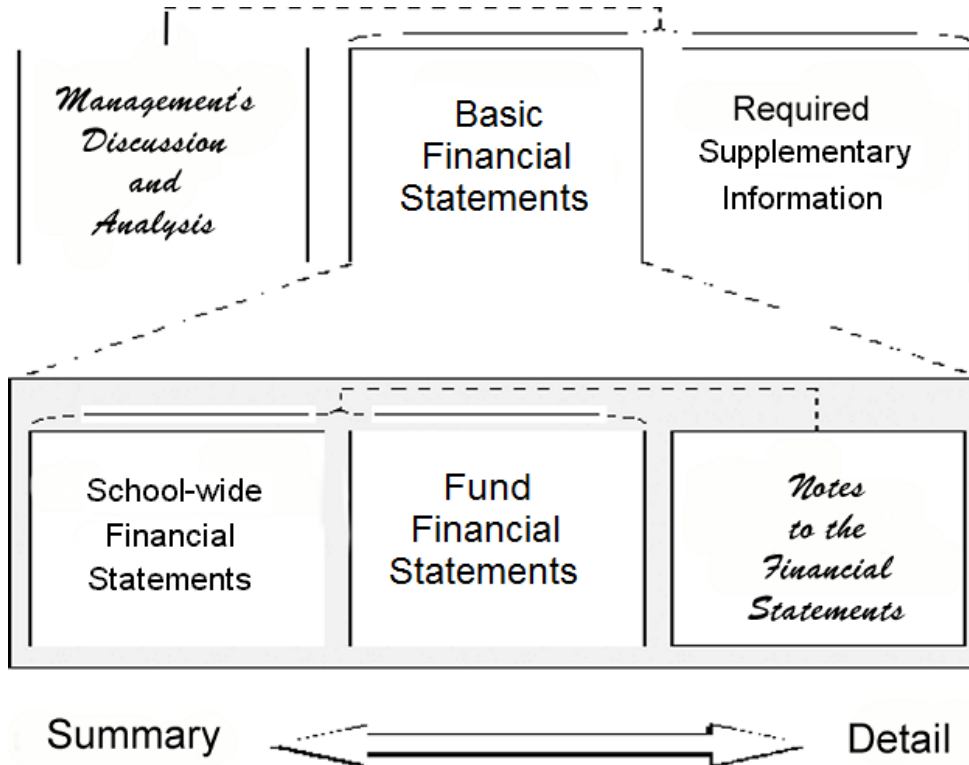 Management's
Discussion
and
Analysis
Basic
Financial
Statements
Required
Supplementary
Information
School-wide
Financial
Statements
Fund
Financial
Statements
Notes
to the
Financial
Statements
Summary
Detail